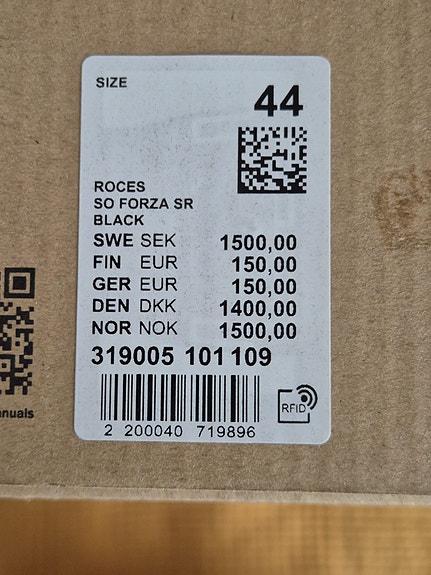 SIZE
44
ROCES
SO FORZA SR
BLACK
SWE SEK 1500,00
FIN EUR 150,00
GER EUR 150,00
DEN DKK 1400,00
NOR NOK 1500,00
319005 101 109
2 200040 719896
RFID
anuals